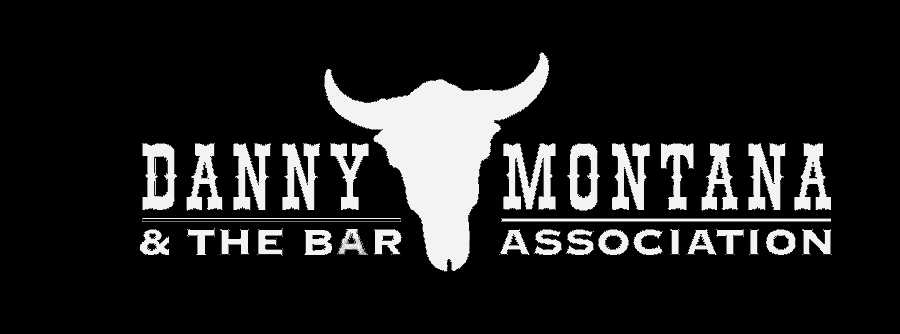 DANNY MONTANA
& THE BAR ASSOCIATION